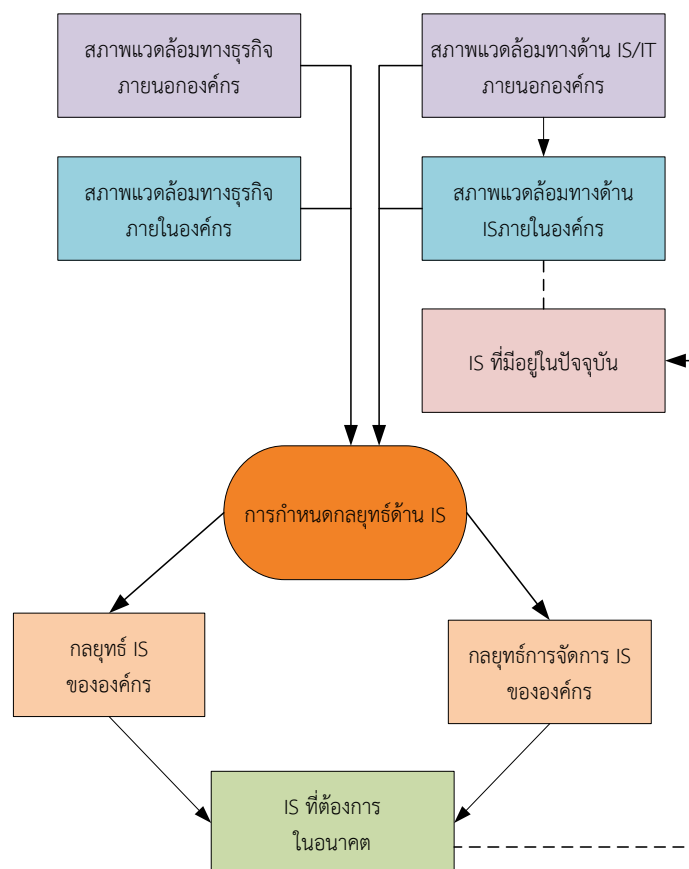 สภาพแวดล้อมทางธุรกิจ
ภายนอกองค์กร
สภาพแวดล้อมทางด้าน IS/IT
ภายนอกองค์กร
สภาพแวดล้อมทางธุรกิจ
ภายในองค์กร
สภาพแวดล้อมทางด้าน
ISภายในองค์กร
IS ที่มีอยู่ในปัจจุบัน
การกำหนดกลยุทธ์ด้าน IS
กลยุทธ์ IS
ขององค์กร
กลยุทธ์การจัดการ IS
ขององค์กร
IS ที่ต้องการ
ในอนาคต